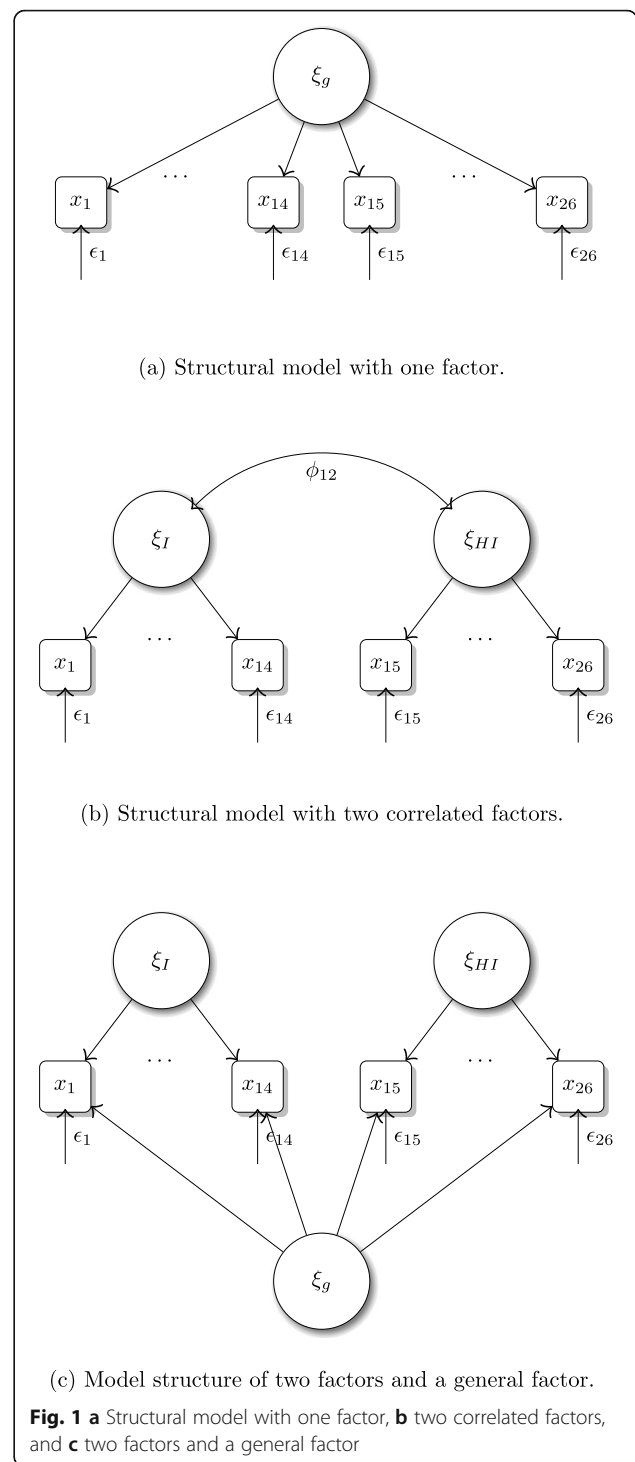 ξg
... ...
x1 x14 x15 x26
ϵ1 ϵ14 ϵ15 ϵ26
(a) Structural model with one factor.
ϕ12
ξI ξHI
... ...
x1 x14 x15 x26
ϵ1 ϵ14 ϵ15 ϵ26
(b) Structural model with two correlated factors.
ξI ξHI
... ...
x1 x14 x15 x26
ϵ1 ϵ14 ϵ15 ϵ26
ξg
(c) Model structure of two factors and a general factor.
Fig. 1 a Structural model with one factor, b two correlated factors,
and c two factors and a general factor